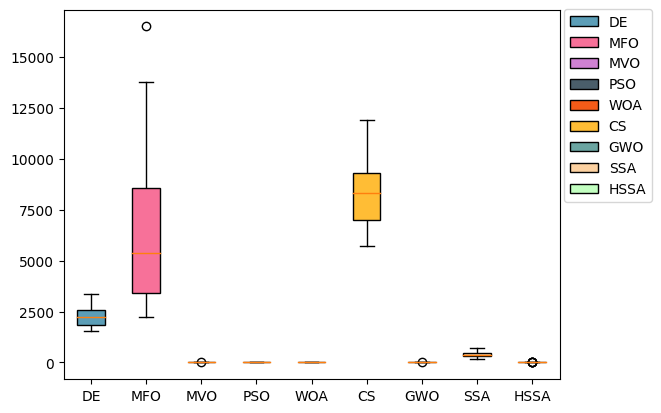 15000
12500
10000
7500
5000
2500
0
DE MFO MVO PSO WOA CS GWO SSA HSSA
DE
MFO
MVO
PSO
WOA
CS
GWO
SSA
HSSA